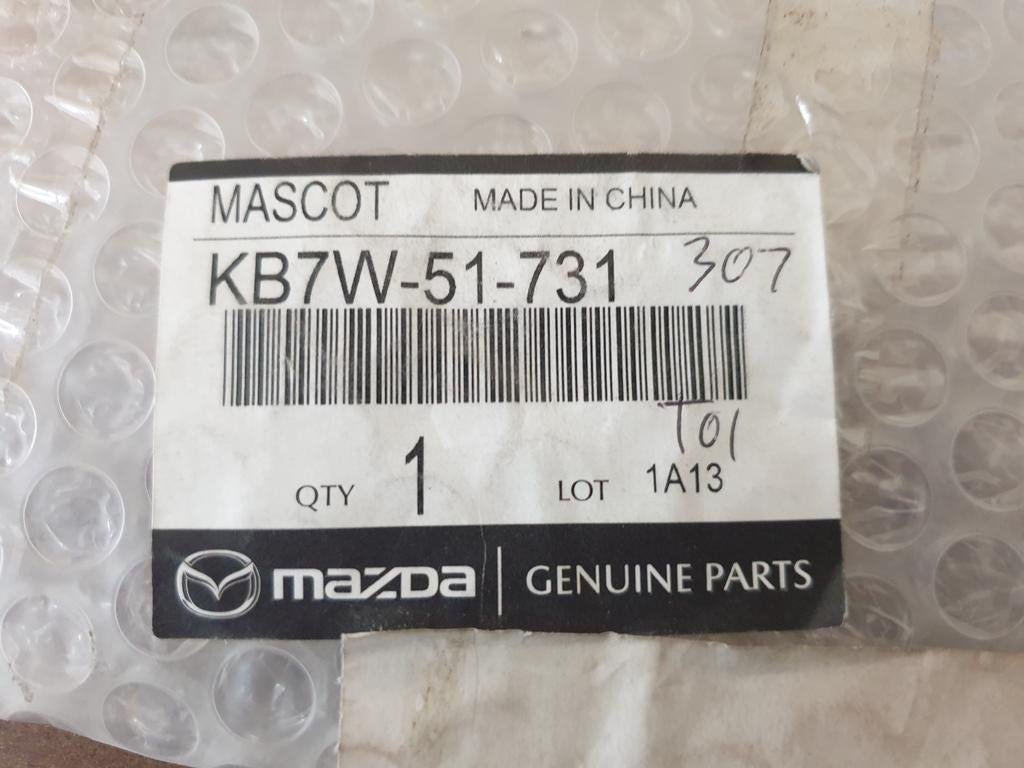 MASCOT MADE IN CHINA
KB7W-51-731 307
T01
QTY 1 LOT 1A13
mazda GENUINE PARTS